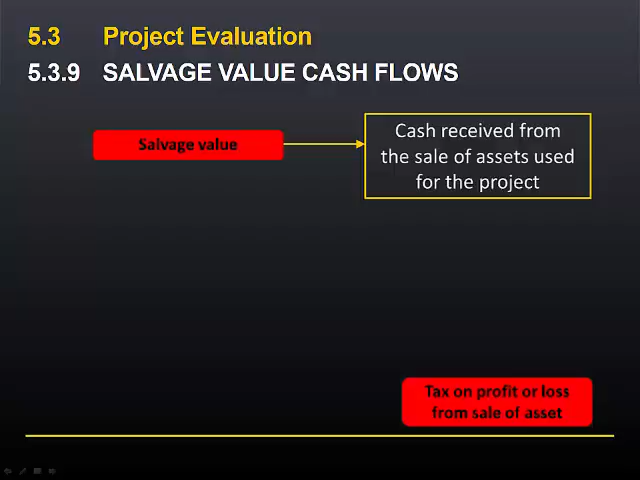 5.3 Project Evaluation
5.3.9 SALVAGE VALUE CASH FLOWS
Salvage value
Cash received from
the sale of assets used
for the project
Tax on profit or loss
from sale of asset